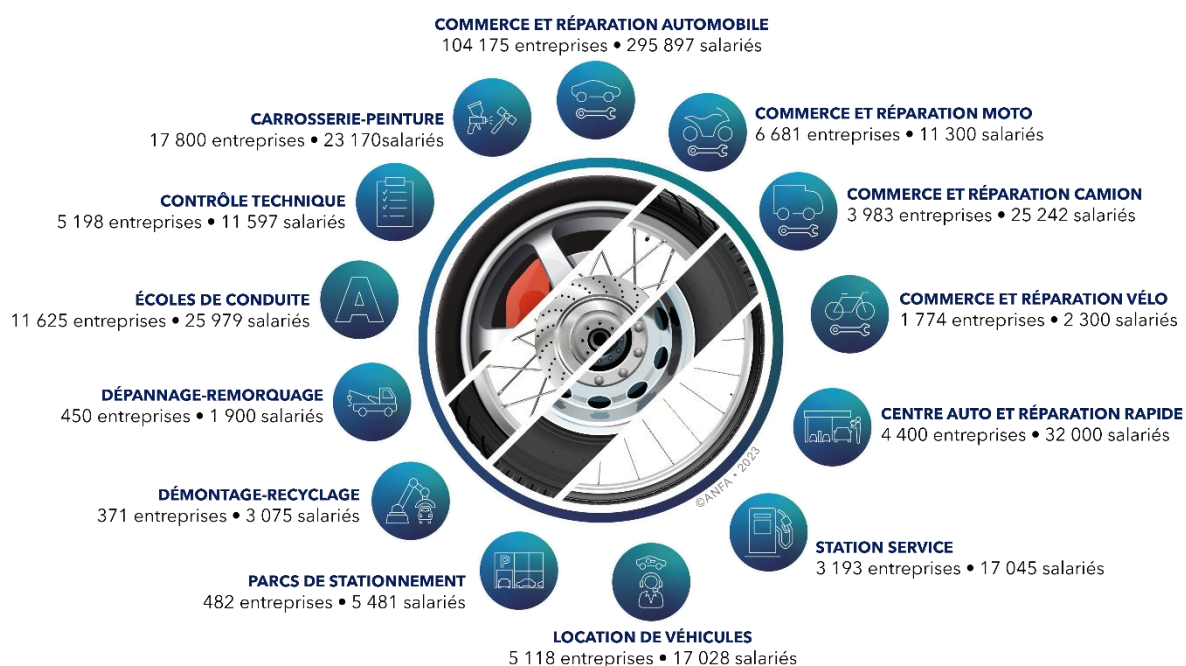 COMMERCE ET RÉPARATION AUTOMOBILE
104 175 entreprises • 295 897 salariés
COMMERCE ET RÉPARATION MOTO
6 681 entreprises • 11 300 salariés
COMMERCE ET RÉPARATION CAMION
3 983 entreprises • 25 242 salariés
COMMERCE ET RÉPARATION VÉLO
1 774 entreprises • 2 300 salariés
CENTRE AUTO ET RÉPARATION RAPIDE
4 400 entreprises • 32 000 salariés
STATION SERVICE
3 193 entreprises • 17 045 salariés
LOCATION DE VÉHICULES
5 118 entreprises • 17 028 salariés
P
PARCS DE STATIONNEMENT
482 entreprises • 5 481 salariés
DÉMONTAGE-RECYCLAGE
371 entreprises • 3 075 salariés
DÉPANNAGE-REMORQUAGE
450 entreprises • 1 900 salariés
A
ÉCOLES DE CONDUITE
11 625 entreprises • 25 979 salariés
CONTRÔLE TECHNIQUE
5 198 entreprises • 11 597 salariés
CARROSSERIE-PEINTURE
17 800 entreprises • 23 170salariés
©ANFA • 2023